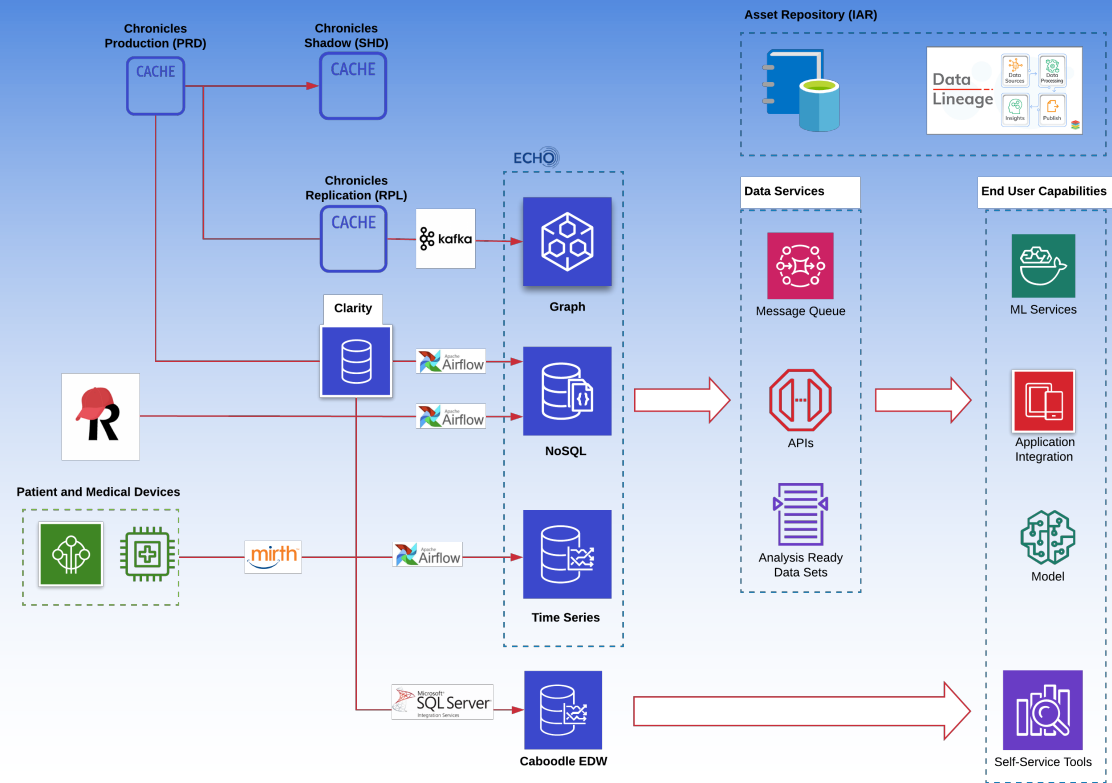 Asset Repository (IAR)
Chronicles
Production (PRD)
Chronicles
Shadow (SHD)
CACHE
CACHE
Data
Lineage
Data
Sources
Data
Processing
Insights
Publish
ECHO
Chronicles
Replication (RPL)
CACHE
kafka
Graph
Data Services
End User Capabilities
Message Queue
ML Services
Clarity
Apache
Airflow
R
Apache
Airflow
NoSQL
APIs
Application
Integration
Patient and Medical Devices
mirth
Apache
Airflow
Time Series
Analysis Ready
Data Sets
Model
Microsoft
SQL Server
Integration Services
Caboodle EDW
Self-Service Tools